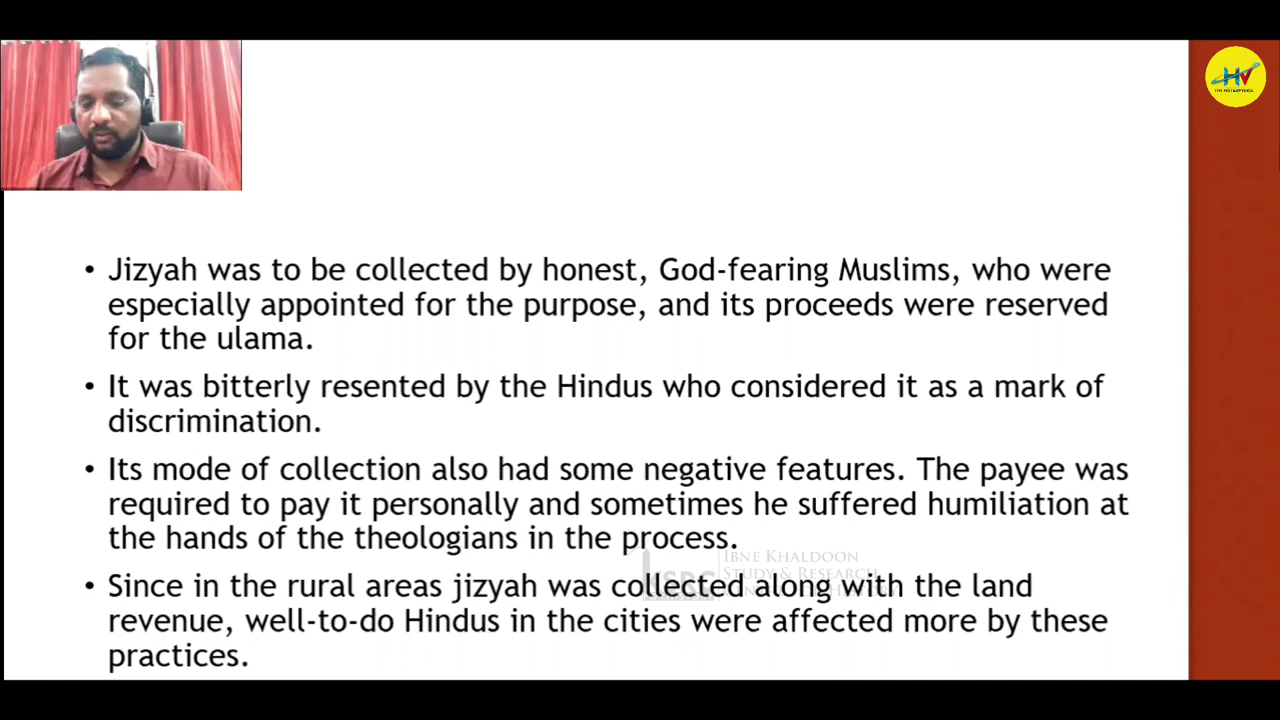 HV
• Jizyah was to be collected by honest, God-fearing Muslims, who were
especially appointed for the purpose, and its proceeds were reserved
for the ulama.
• It was bitterly resented by the Hindus who considered it as a mark of
discrimination.
• Its mode of collection also had some negative features. The payee was
required to pay it personally and sometimes he suffered humiliation at
the hands of the theologians in the process.
IBNE KHALDOON
STUDY & RESEARCH
• Since in the rural areas jizyah was collected along with the land
revenue, well-to-do Hindus in the cities were affected more by these
practices.